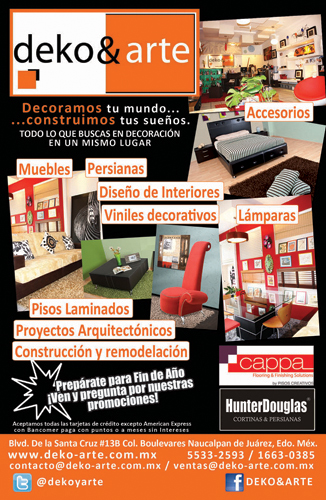 deko&arte
Decoramos tu mundo...
...construimos tus sueños.
TODO LO QUE BUSCAS EN DECORACIÓN
EN UN MISMO LUGAR
Accesorios
Muebles
Persianas
Diseño de Interiores
Viniles decorativos
Lámparas
Pisos Laminados
Proyectos Arquitectónicos
Construcción y remodelación
cappa
Flooring & Finishing Solutions
by PISOS CREATIVOS
Prepárate para Fin de Año
¡Ven y pregunta por nuestras
promociones!
HunterDouglas
CORTINAS & PERSIANAS
Aceptamos todas las tarjetas de crédito excepto American Express
con Bancomer paga con puntos o a meses sin Intereses
Blvd. De la Santa Cruz #13B Col. Boulevares Naucalpan de Juárez, Edo. Méx.
www.deko-arte.com.mx 5533-2593 / 1663-0385
contacto@deko-arte.com.mx / ventas@deko-arte.com.mx
@dekoyarte DEKO&ARTE